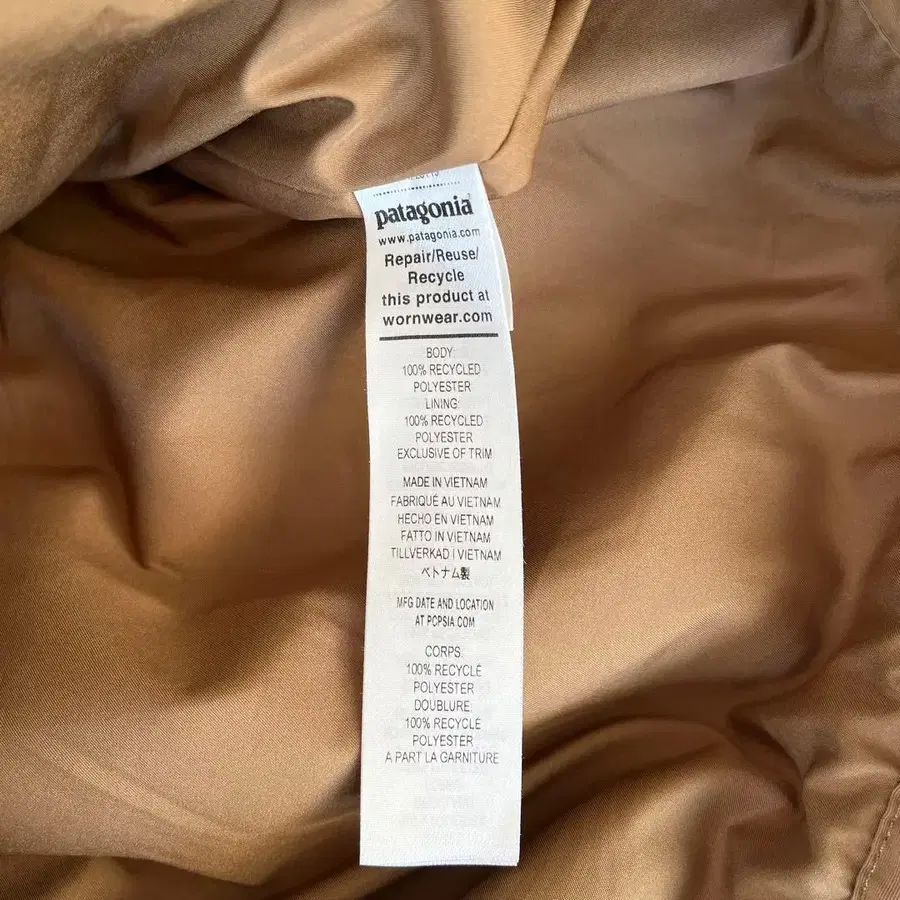 patagonia
www.patagonia.com
Repair/Reuse/
Recycle
this product at
wornwear.com
BODY:
100% RECYCLED
POLYESTER
LINING:
100% RECYCLED
POLYESTER
EXCLUSIVE OF TRIM
MADE IN VIETNAM
FABRIQUÉ AU VIETNAM
HECHO EN VIETNAM
FATTO IN VIETNAM
TILLVERKAD I VIETNAM
ベトナム製
MFG DATE AND LOCATION
AT PCPSIA.COM
CORPS:
100% RECYCLÉ
POLYESTER
DOUBLURE:
100% RECYCLÉ
POLYESTER
À PART LA GARNITURE